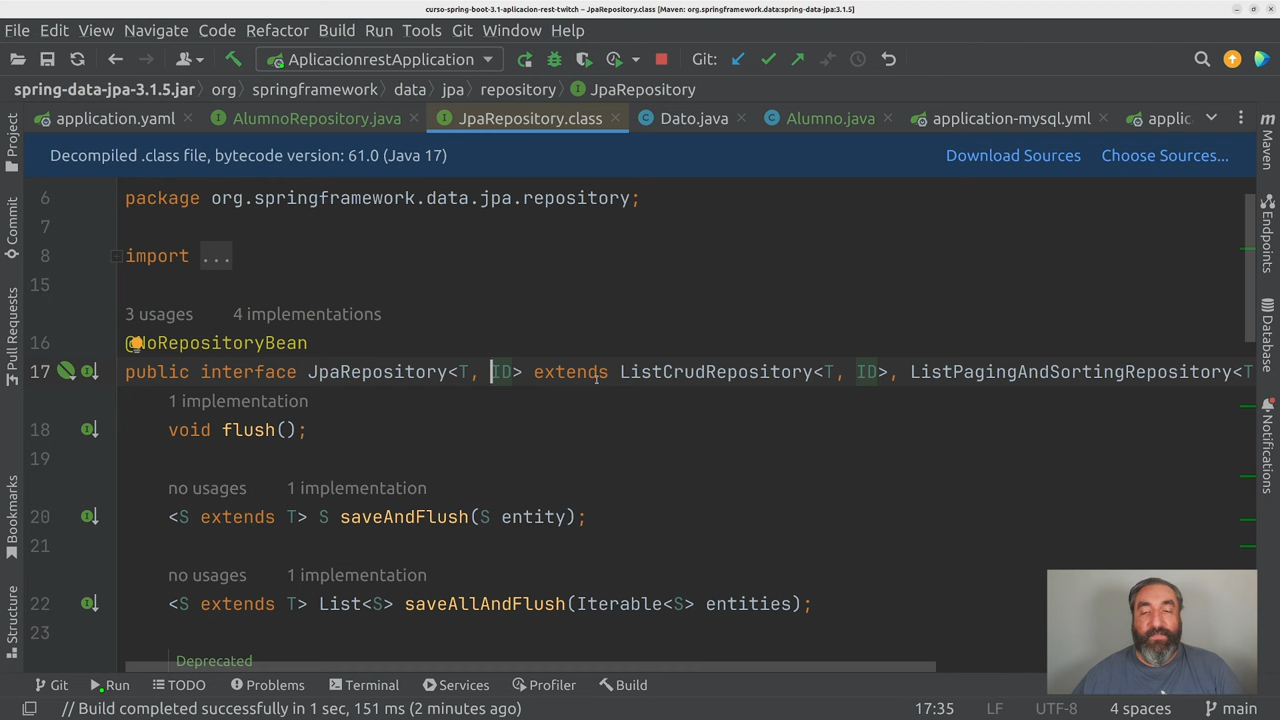 curso-spring-boot-3.1-aplicacion-rest-twitch – JpaRepository.class [Maven: org.springframework.data:spring-data-jpa:3.1.5]
File Edit View Navigate Code Refactor Build Run Tools Git Window Help
AplicacionrestApplication Git:
spring-data-jpa-3.1.5.jar org springframework data jpa repository JpaRepository
application.yaml AlumnoRepository.java JpaRepository.class Dato.java Alumno.java application-mysql.yml applic
Decompiled .class file, bytecode version: 61.0 (Java 17) Download Sources Choose Sources...
6 package org.springframework.data.jpa.repository;
7
8 import ...
15
3 usages 4 implementations
16 @NoRepositoryBean
17 public interface JpaRepository<T, ID> extends ListCrudRepository<T, ID>, ListPagingAndSortingRepository<T
1 implementation
18 void flush();
19
no usages 1 implementation
20 <S extends T> S saveAndFlush(S entity);
21
no usages 1 implementation
22 <S extends T> List<S> saveAllAndFlush(Iterable<S> entities);
23
Deprecated
Project
Commit
Pull Requests
Bookmarks
Structure
m
Maven
Endpoints
Database
Notifications
Git Run TODO Problems Terminal Services Profiler Build
// Build completed successfully in 1 sec, 151 ms (2 minutes ago) 17:35 LF UTF-8 4 spaces main